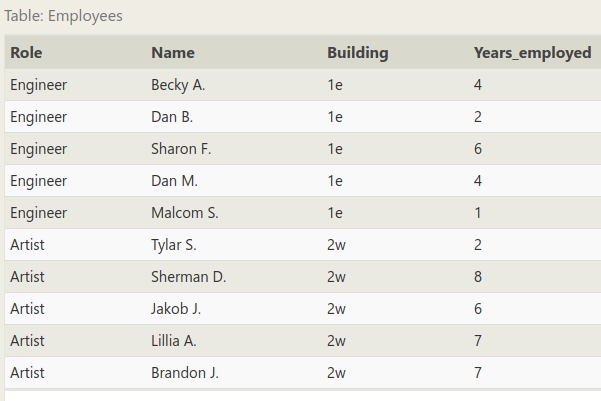 Table: Employees
Role Name Building Years_employed
Engineer Becky A. 1e 4
Engineer Dan B. 1e 2
Engineer Sharon F. 1e 6
Engineer Dan M. 1e 4
Engineer Malcom S. 1e 1
Artist Tylar S. 2w 2
Artist Sherman D. 2w 8
Artist Jakob J. 2w 6
Artist Lillia A. 2w 7
Artist Brandon J. 2w 7